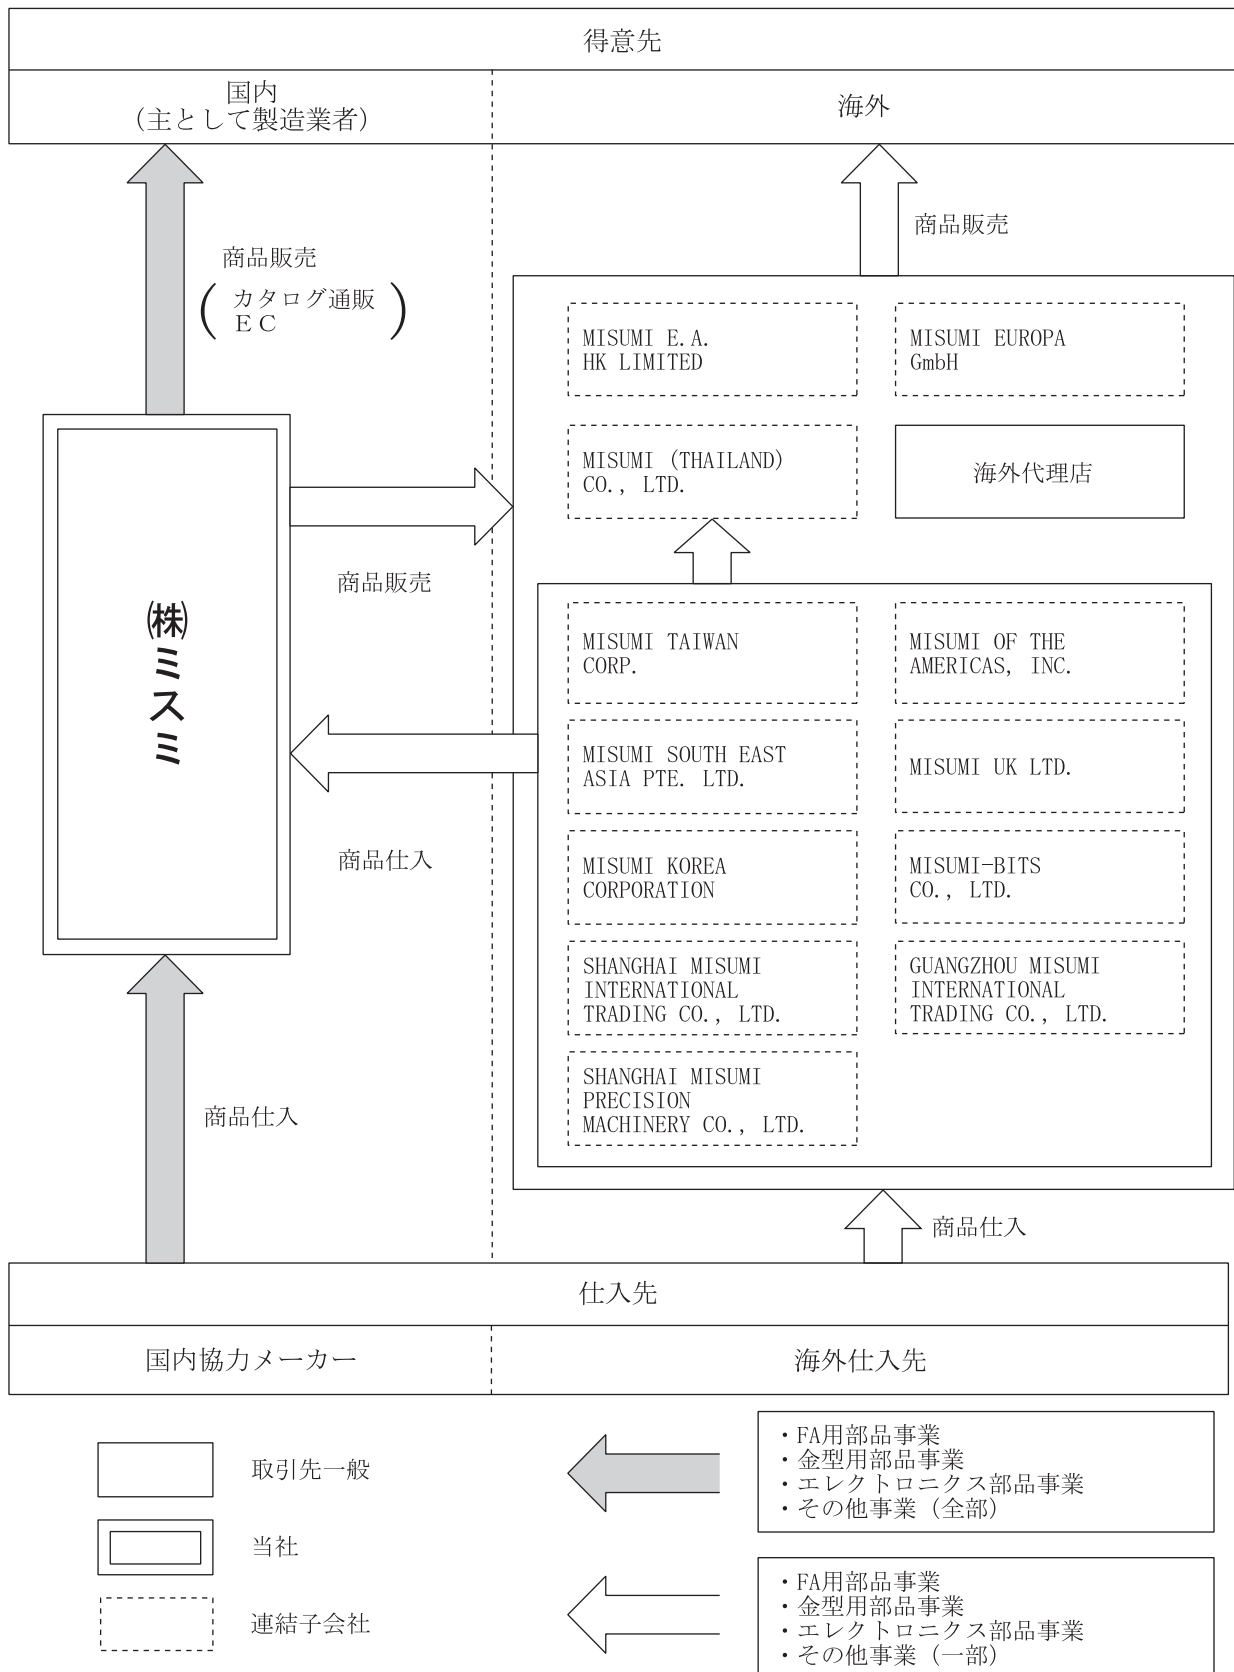 得意先
国内
(主として製造業者)
海外
商品販売
商品販売
カタログ通販
ＥＣ
MISUMI E.A.
HK LIMITED
MISUMI EUROPA
GmbH
MISUMI (THAILAND)
CO., LTD.
海外代理店
商品販売
㈱ミスミ
MISUMI TAIWAN
CORP.
MISUMI OF THE
AMERICAS, INC.
MISUMI SOUTH EAST
ASIA PTE. LTD.
MISUMI UK LTD.
商品仕入
MISUMI KOREA
CORPORATION
MISUMI-BITS
CO., LTD.
SHANGHAI MISUMI
INTERNATIONAL
TRADING CO., LTD.
GUANGZHOU MISUMI
INTERNATIONAL
TRADING CO., LTD.
SHANGHAI MISUMI
PRECISION
MACHINERY CO., LTD.
商品仕入
商品仕入
仕入先
国内協力メーカー
海外仕入先
取引先一般
当社
連結子会社
・FA用部品事業
・金型用部品事業
・エレクトロニクス部品事業
・その他事業（全部）
・FA用部品事業
・金型用部品事業
・エレクトロニクス部品事業
・その他事業（一部）